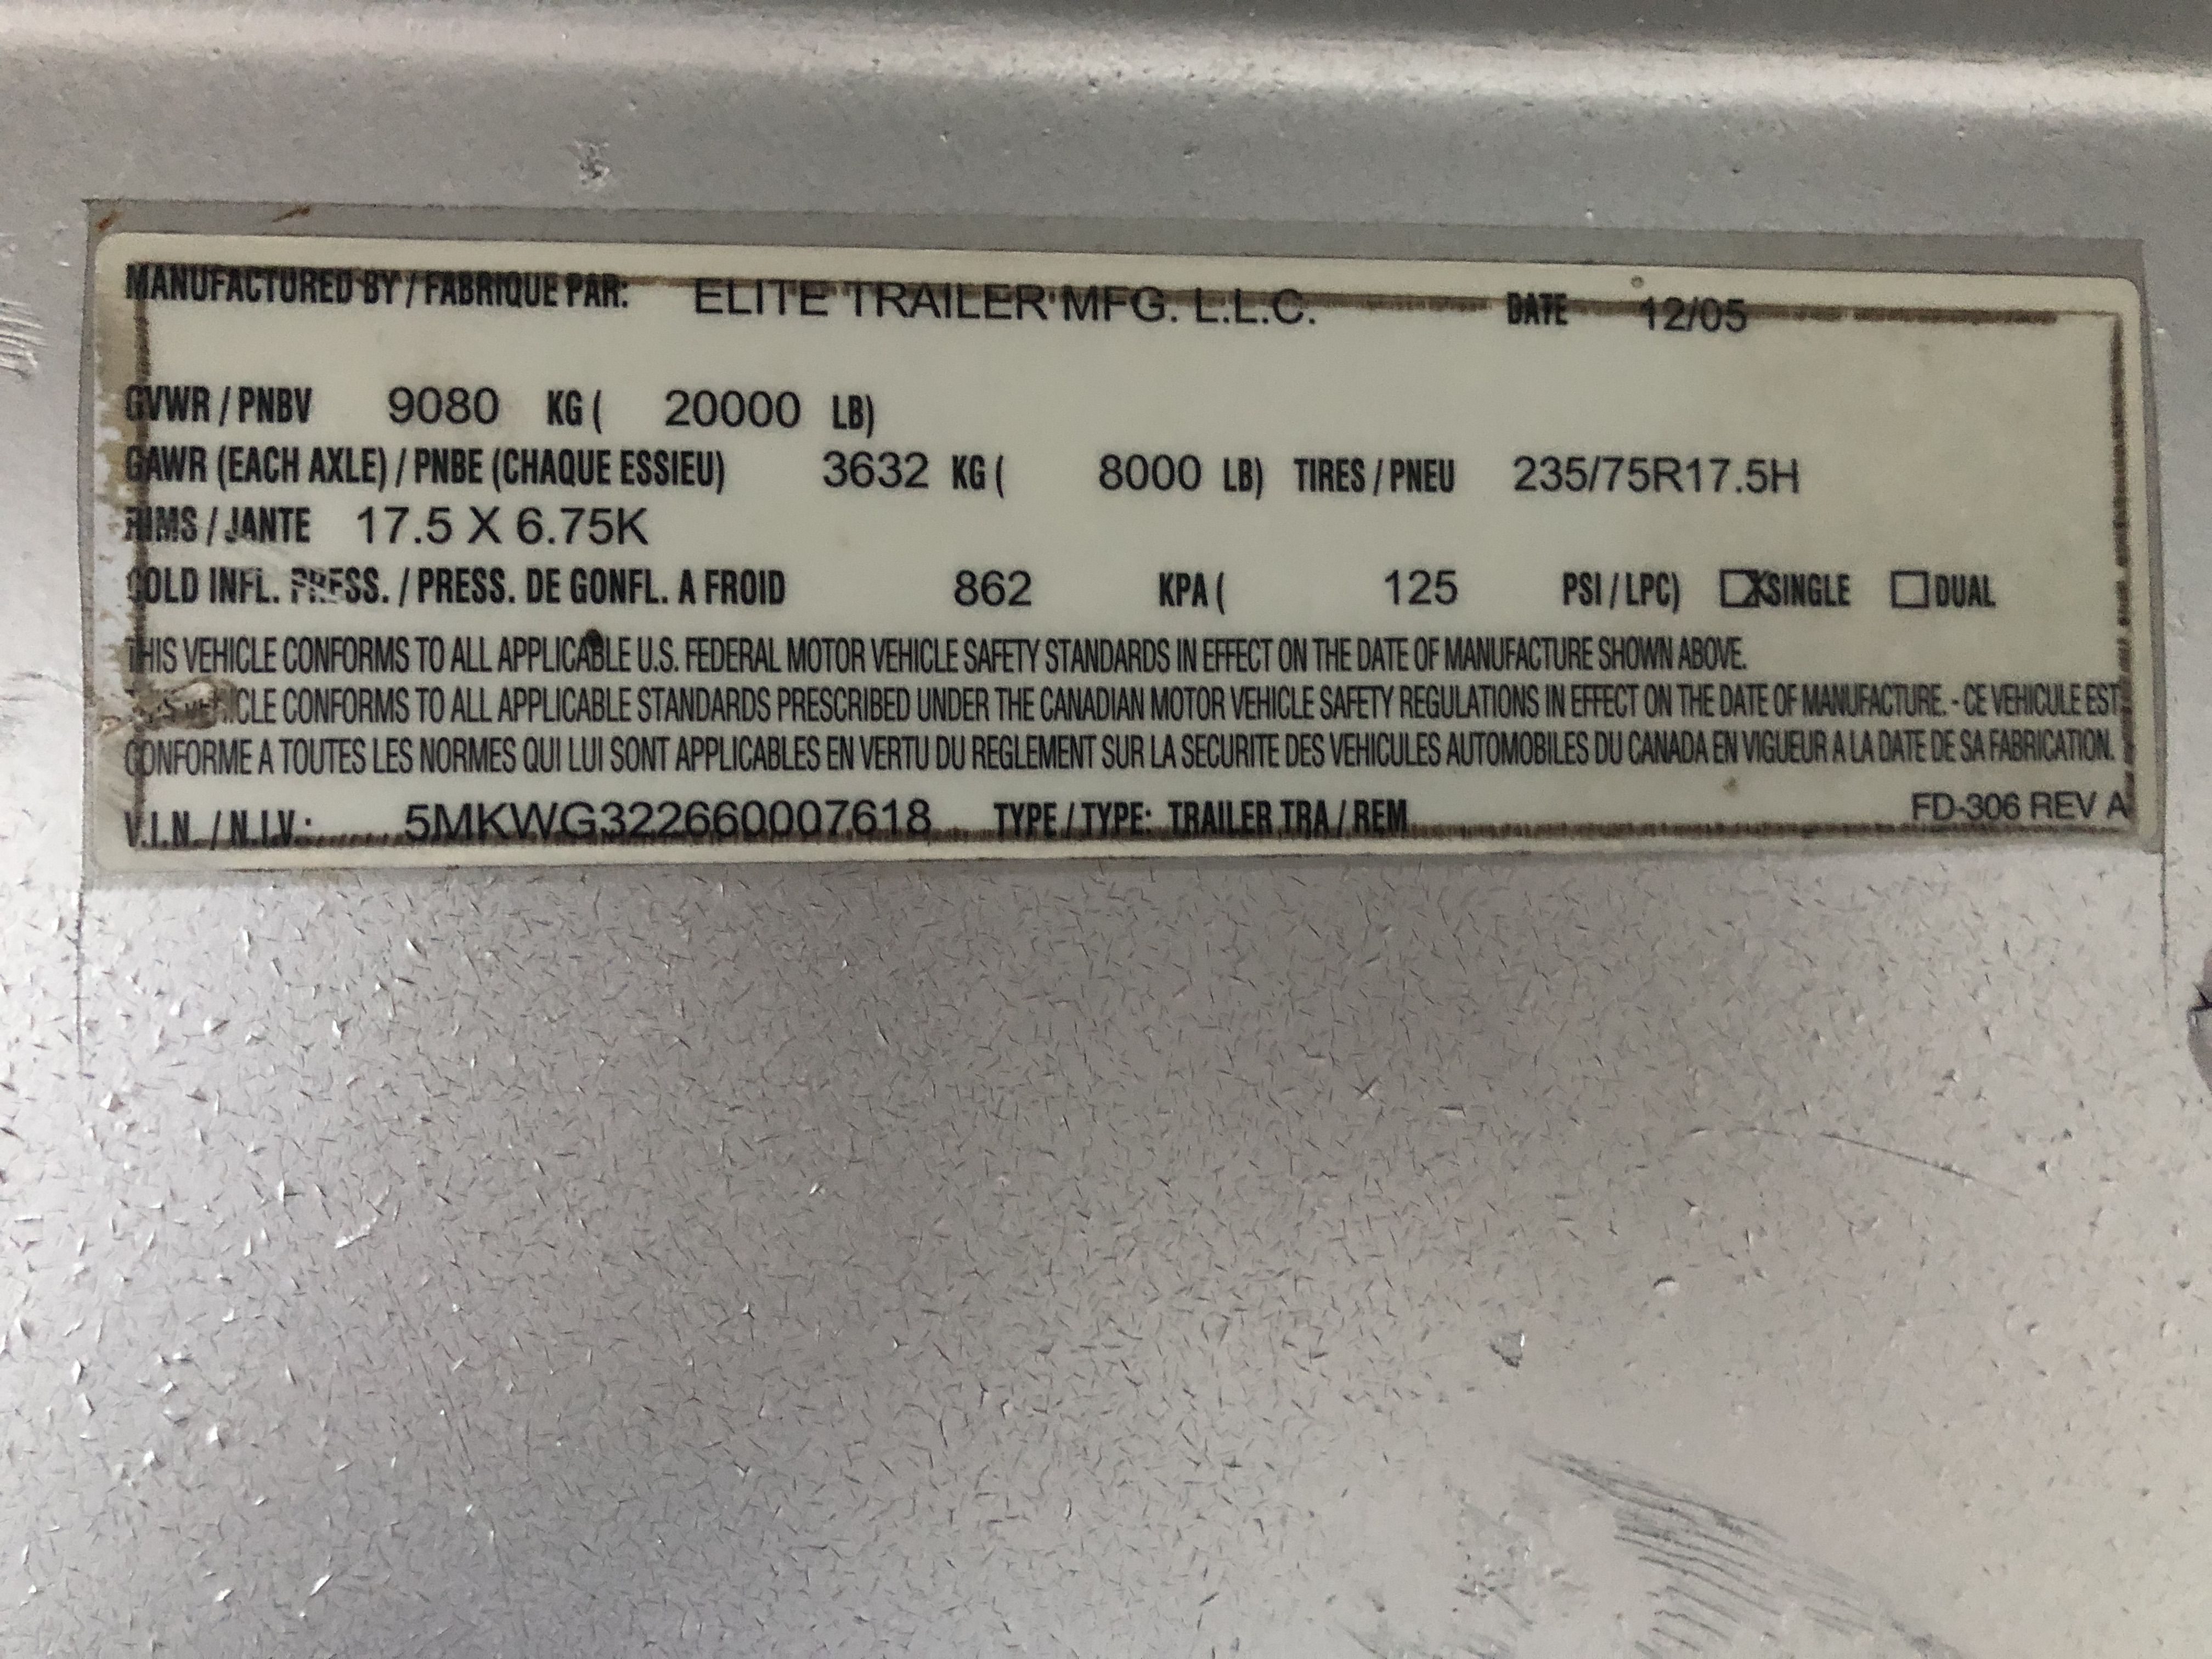 MANUFACTURED BY / FABRIQUE PAR: ELITE TRAILER MFG. L.L.C. DATE 12/05
GVWR / PNBV 9080 KG ( 20000 LB)
GAWR (EACH AXLE) / PNBE (CHAQUE ESSIEU) 3632 KG ( 8000 LB) TIRES / PNEU 235/75R17.5H
RIMS / JANTE 17.5 X 6.75K
COLD INFL. PRESS. / PRESS. DE GONFL. A FROID 862 KPA ( 125 PSI / LPC) ☒ SINGLE ☐ DUAL
THIS VEHICLE CONFORMS TO ALL APPLICABLE U.S. FEDERAL MOTOR VEHICLE SAFETY STANDARDS IN EFFECT ON THE DATE OF MANUFACTURE SHOWN ABOVE.
THIS VEHICLE CONFORMS TO ALL APPLICABLE STANDARDS PRESCRIBED UNDER THE CANADIAN MOTOR VEHICLE SAFETY REGULATIONS IN EFFECT ON THE DATE OF MANUFACTURE. - CE VEHICULE EST
CONFORME A TOUTES LES NORMES QUI LUI SONT APPLICABLES EN VERTU DU REGLEMENT SUR LA SECURITE DES VEHICULES AUTOMOBILES DU CANADA EN VIGUEUR A LA DATE DE SA FABRICATION.
V.I.N. / N.I.V.: 5MKWG322660007618 TYPE / TYPE: TRAILER TRA / REM FD-306 REV A